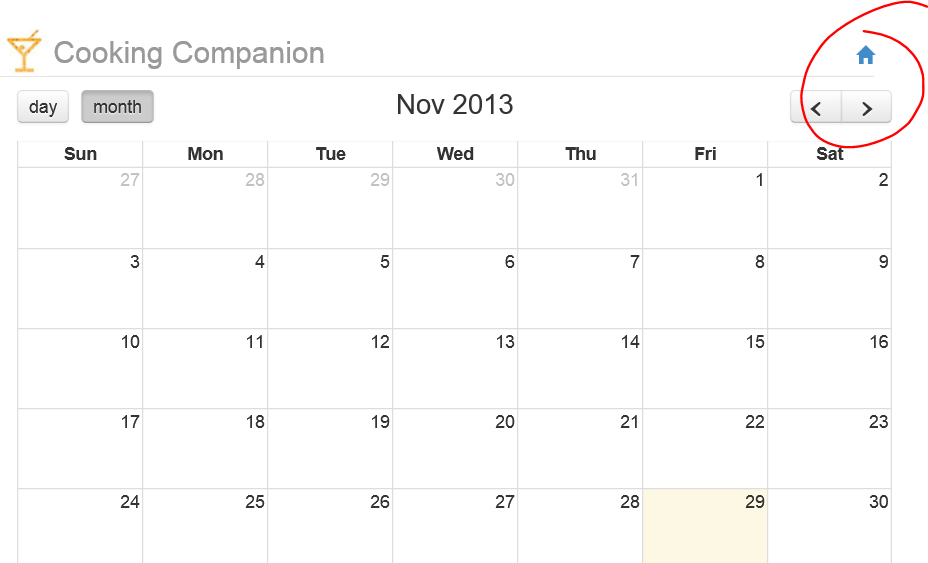 Cooking Companion
day month Nov 2013 < >
Sun Mon Tue Wed Thu Fri Sat
27 28 29 30 31 1 2
3 4 5 6 7 8 9
10 11 12 13 14 15 16
17 18 19 20 21 22 23
24 25 26 27 28 29 30